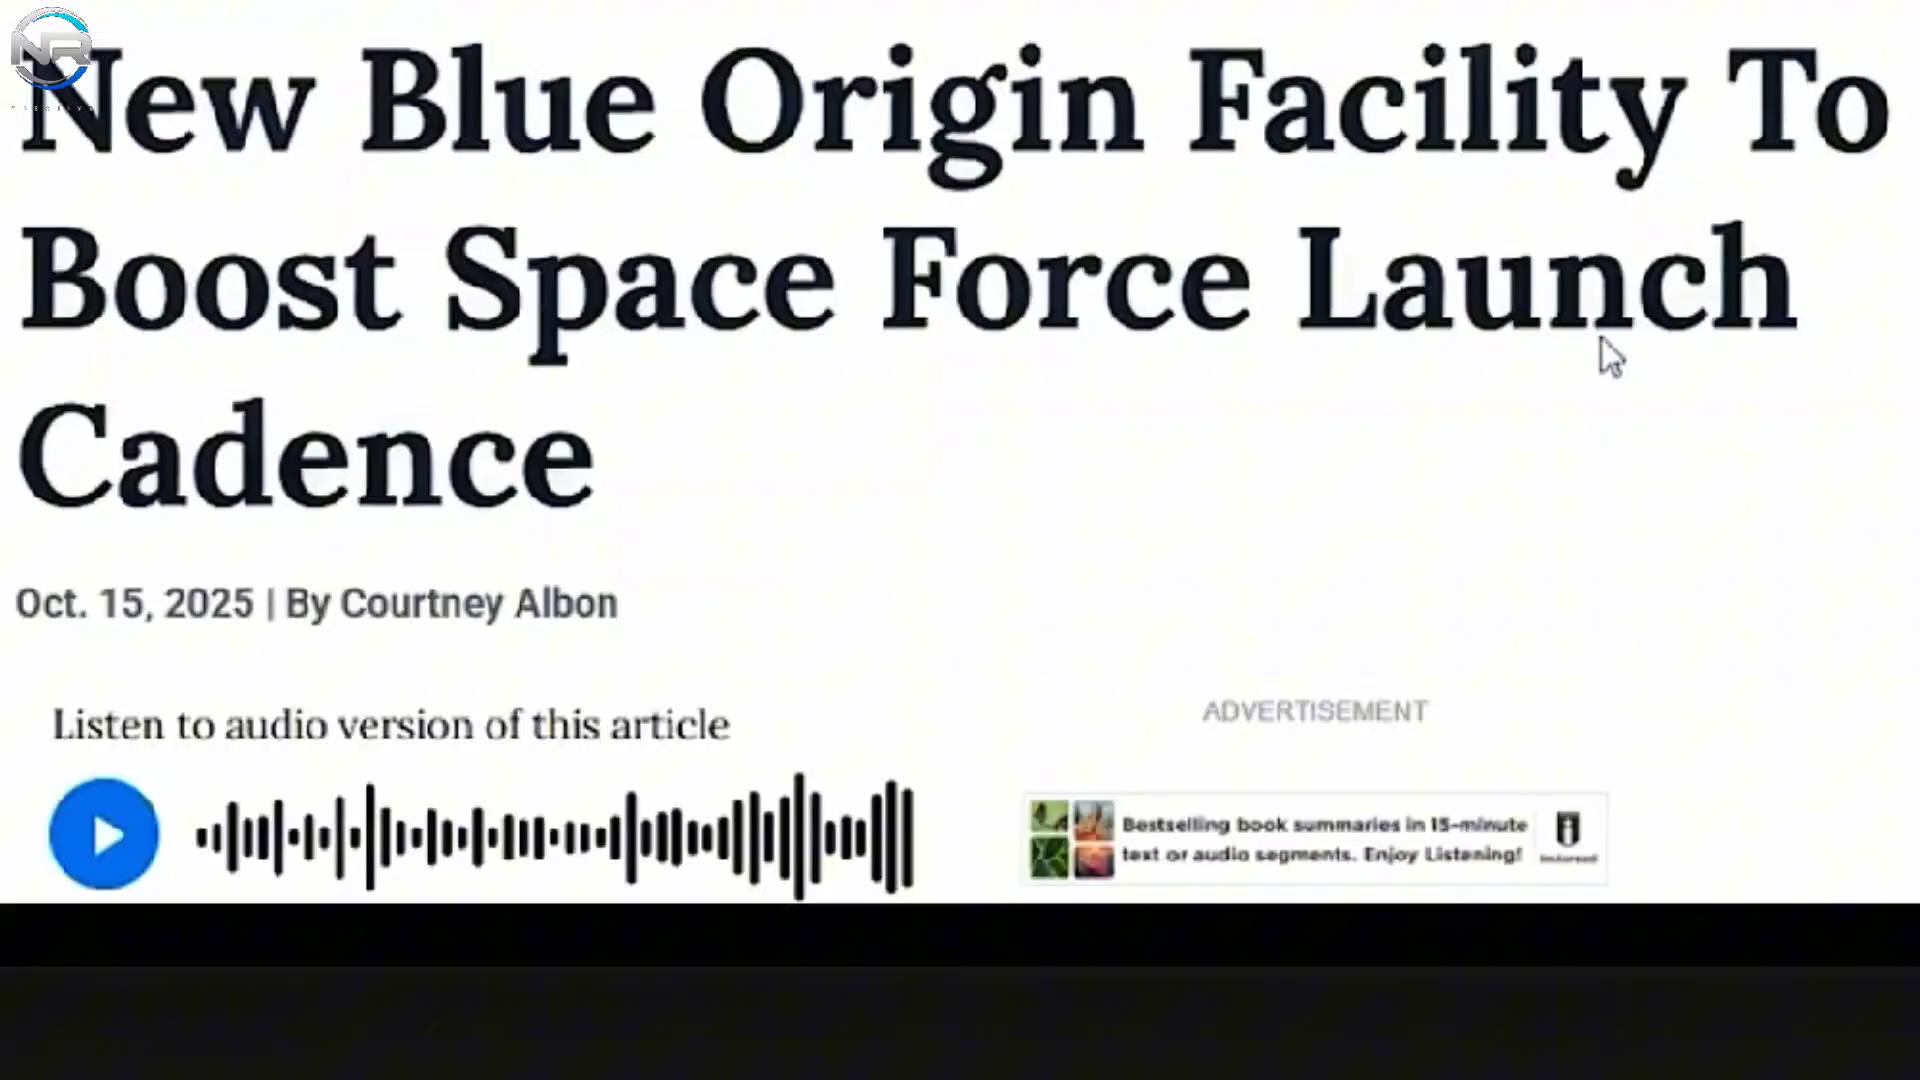 NR
New Blue Origin Facility To
Boost Space Force Launch
Cadence
Oct. 15, 2025 | By Courtney Albon
Listen to audio version of this article
ADVERTISEMENT
Bestselling book summaries in 15-minute
text or audio segments. Enjoy Listening!